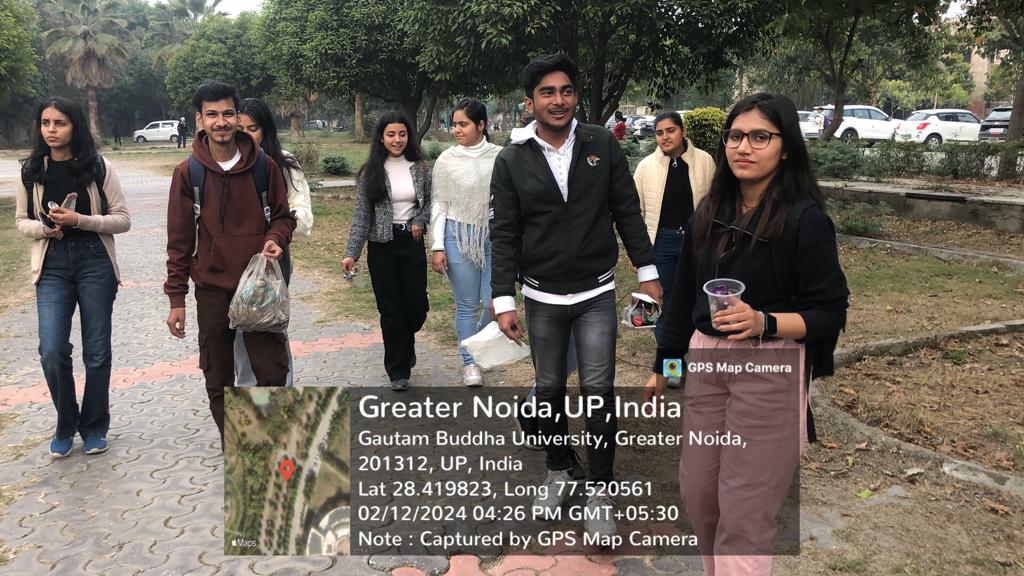 GPS Map Camera
Greater Noida,UP,India
Gautam Buddha University, Greater Noida,
201312, UP, India
Lat 28.419823, Long 77.520561
02/12/2024 04:26 PM GMT+05:30
Note : Captured by GPS Map Camera
Maps